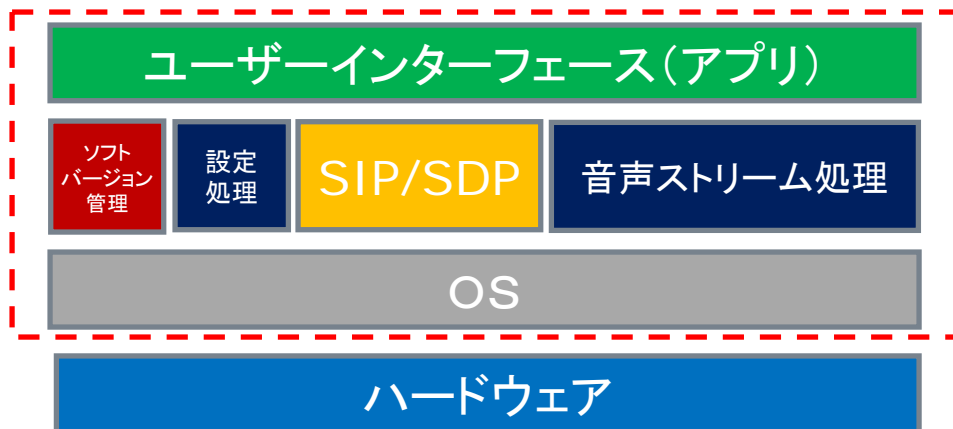 ユーザーインターフェース（アプリ）
ソフト
バージョン
管理
設定
処理
SIP/SDP
音声ストリーム処理
OS
ハードウェア